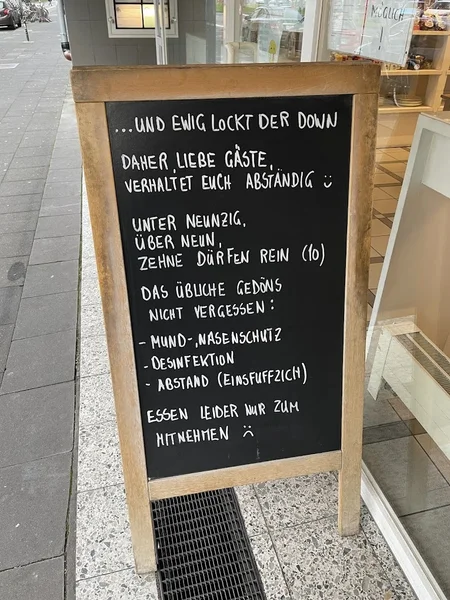 MÖGLICH
...UND EWIG LOCKT DER DOWN
DAHER, LIEBE GÄSTE,
VERHALTET EUCH ABSTÄNDIG
UNTER NEUNZIG,
ÜBER NEUN,
ZEHNE DÜRFEN REIN (10)
DAS ÜBLICHE GEDÖNS
NICHT VERGESSEN:
- MUND-, NASENSCHUTZ
- DESINFEKTION
- ABSTAND (EINSFUFFZICH)
ESSEN LEIDER NUR ZUM
MITNEHMEN